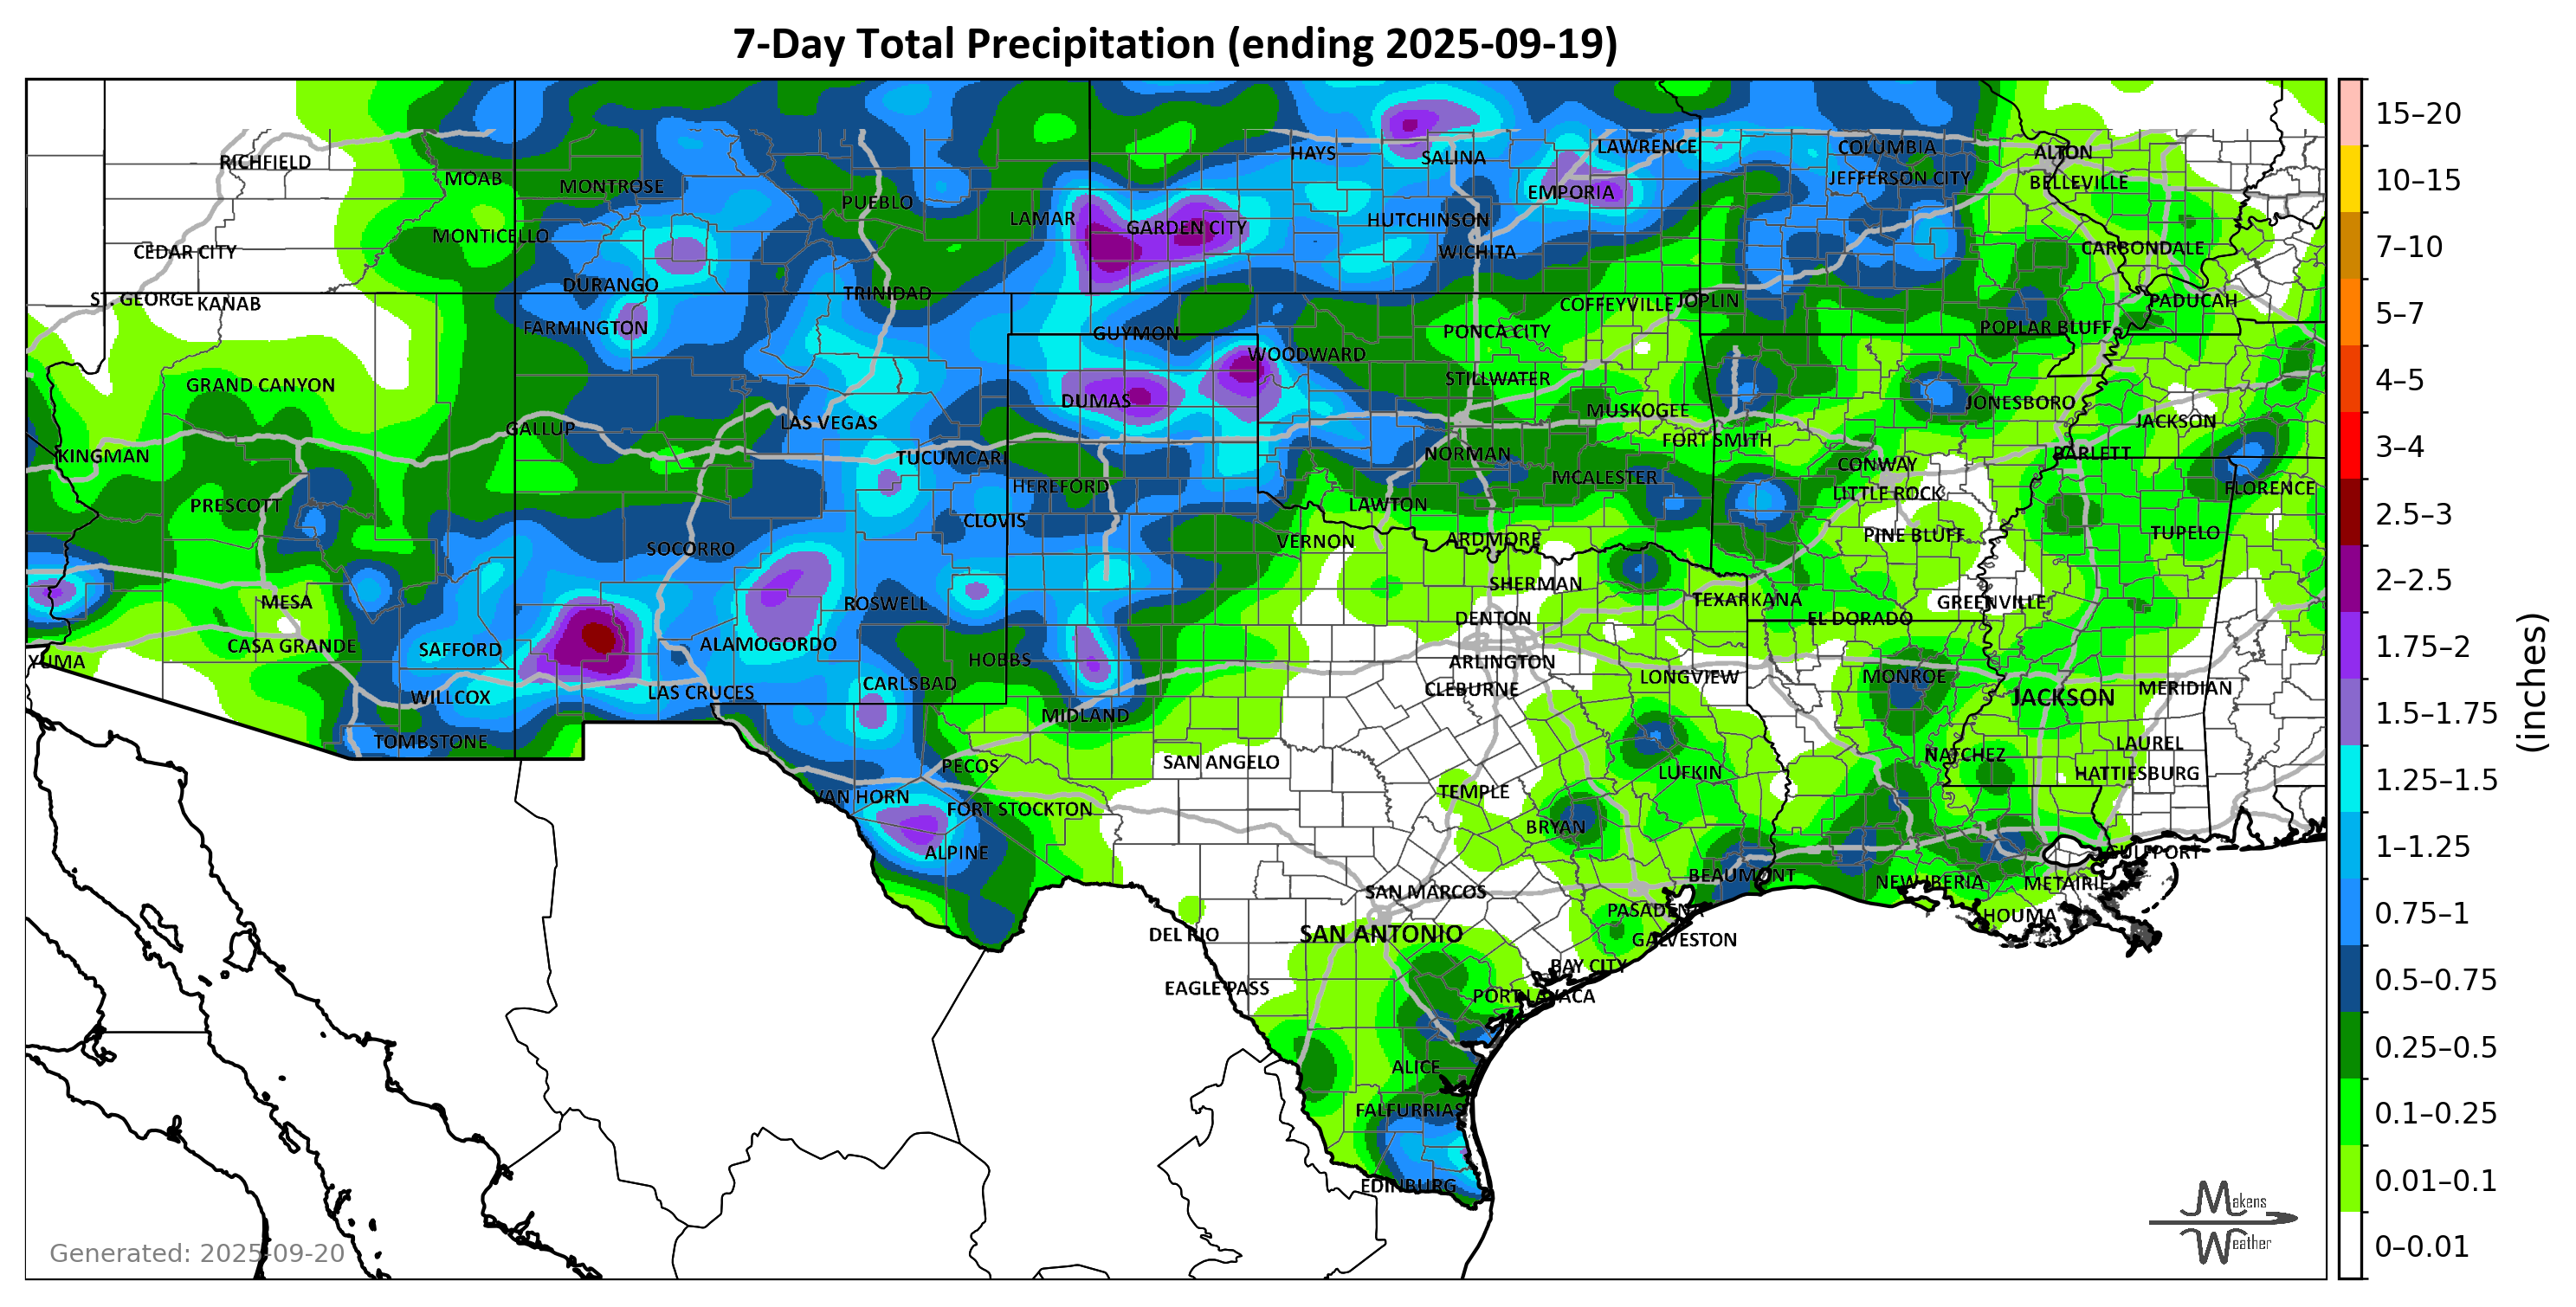 7-Day Total Precipitation (ending 2025-09-19)
RICHFIELD
MOAB
MONTROSE
PUEBLO
LAMAR
HAYS
SALINA
LAWRENCE
COLUMBIA
ALTON
EMPORIA
JEFFERSON CITY
BELLEVILLE
CEDAR CITY
MONTICELLO
GARDEN CITY
HUTCHINSON
WICHITA
CARBONDALE
ST. GEORGE
KANAB
DURANGO
TRINIDAD
COFFEYVILLE
JOPLIN
PADUCAH
FARMINGTON
GUYMON
PONCA CITY
POPLAR BLUFF
WOODWARD
GRAND CANYON
DUMAS
STILLWATER
JONESBORO
GALLUP
LAS VEGAS
MUSKOGEE
JACKSON
KINGMAN
TUCUMCARI
NORMAN
FORT SMITH
CONWAY
BARLETT
PRESCOTT
HEREFORD
LAWTON
MCALESTER
LITTLE ROCK
FLORENCE
SOCORRO
CLOVIS
VERNON
ARDMORE
PINE BLUFF
TUPELO
MESA
ROSWELL
SHERMAN
TEXARKANA
GREENVILLE
CASA GRANDE
SAFFORD
ALAMOGORDO
DENTON
EL DORADO
YUMA
HOBBS
ARLINGTON
WILLCOX
LAS CRUCES
CARLSBAD
CLEBURNE
LONGVIEW
MONROE
JACKSON
MERIDIAN
TOMBSTONE
MIDLAND
PECOS
SAN ANGELO
LUFKIN
NATCHEZ
LAUREL
HATTIESBURG
VAN HORN
FORT STOCKTON
TEMPLE
ALPINE
BRYAN
GULFPORT
SAN MARCOS
BEAUMONT
NEW IBERIA
METAIRIE
DEL RIO
SAN ANTONIO
PASADENA
GALVESTON
HOUMA
EAGLE PASS
BAY CITY
PORT LAVACA
ALICE
FALFURRIAS
EDINBURG
Generated: 2025-09-20
Makens
Weather
15–20
10–15
7–10
5–7
4–5
3–4
2.5–3
2–2.5
1.75–2
1.5–1.75
1.25–1.5
1–1.25
0.75–1
0.5–0.75
0.25–0.5
0.1–0.25
0.01–0.1
0–0.01
(inches)